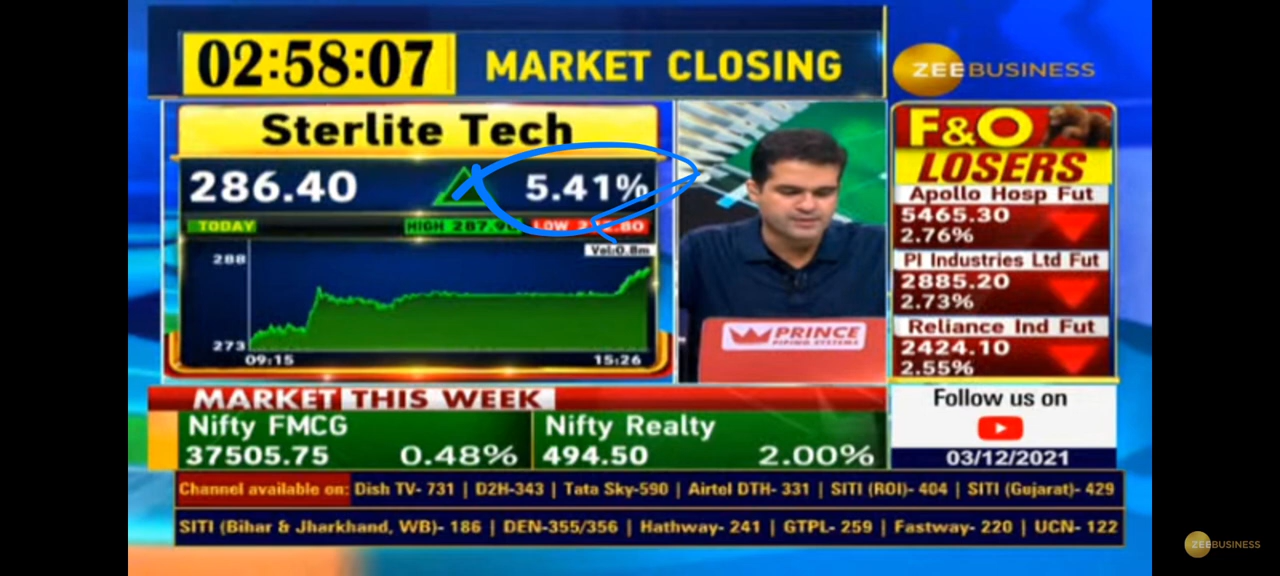 02:58:07 MARKET CLOSING
ZEEBUSINESS
Sterlite Tech
286.40 5.41%
TODAY HIGH LOW
Vol:0.8m
288
273
09:15 15:26
PRINCE
PIPING SYSTEMS
F&O
LOSERS
Apollo Hosp Fut
5465.30
2.76%
PI Industries Ltd Fut
2885.20
2.73%
Reliance Ind Fut
2424.10
2.55%
MARKET THIS WEEK
Nifty FMCG Nifty Realty
37505.75 0.48% 494.50 2.00%
Follow us on
03/12/2021
Channel available on: Dish TV- 731 | D2H-343 | Tata Sky-590 | Airtel DTH- 331 | SITI (ROI)- 404 | SITI (Gujarat)- 429
SITI (Bihar & Jharkhand, WB)- 186 | DEN-355/356 | Hathway- 241 | GTPL- 259 | Fastway- 220 | UCN- 122
ZEEBUSINESS